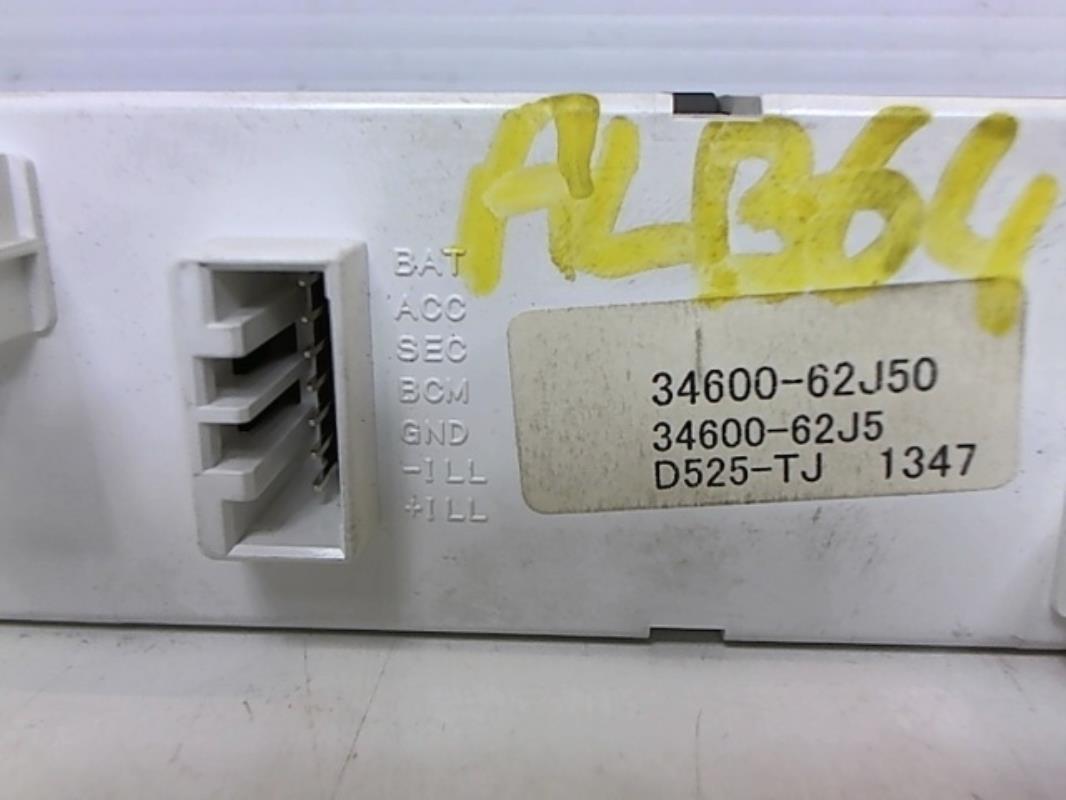 ALB64
BAT
ACC
SEC
BCM
GND
-ILL
+ILL
34600-62J50
34600-62J5
D525-TJ 1347